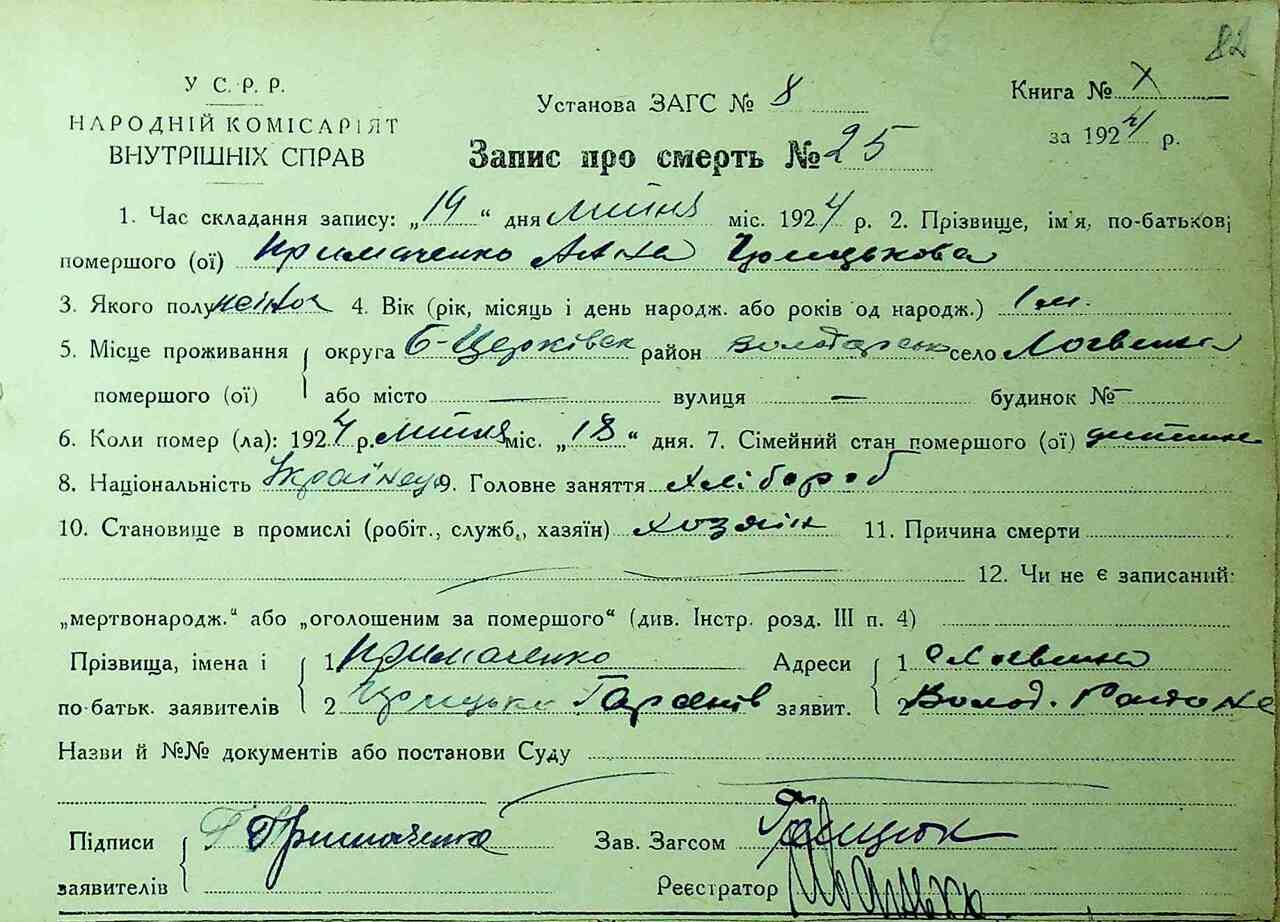 82
У С. Р. Р.
НАРОДНІЙ КОМІСАРІЯТ
ВНУТРІШНІХ СПРАВ
Установа ЗАГС № 8
Книга № X
за 1924 р.
Запис про смерть № 25
1. Час складання запису: „19“ дня міс. 1924 р. 2. Прізвище, ім'я, по-батькові
помершого (ої) Примаченко Анна Грицькова
3. Якого полу жіноч 4. Вік (рік, місяць і день народж. або років од народж.) 1 м.
5. Місце проживання округа Б-Церківськ район Володарськ село Логвинка
помершого (ої) або місто — вулиця — будинок № —
6. Коли помер (ла): 1924 р. міс. „18“ дня. 7. Сімейний стан помершого (ої) дитина
8. Національність Українець 9. Головне заняття хлібороб
10. Становище в промислі (робіт., служб., хазяїн) хозяїн 11. Причина смерти
12. Чи не є записаний:
„мертвонародж.“ або „оголошеним за помершого“ (див. Інстр. розд. III п. 4)
Прізвища, імена і 1 Примаченко Адреси 1 с Логвинка
по-батьк. заявителів 2 Грицько заявит. 2 Волод. Району
Назви й №№ документів або постанови Суду
Підписи Г Примаченко Зав. Загсом
заявителів Реєстратор